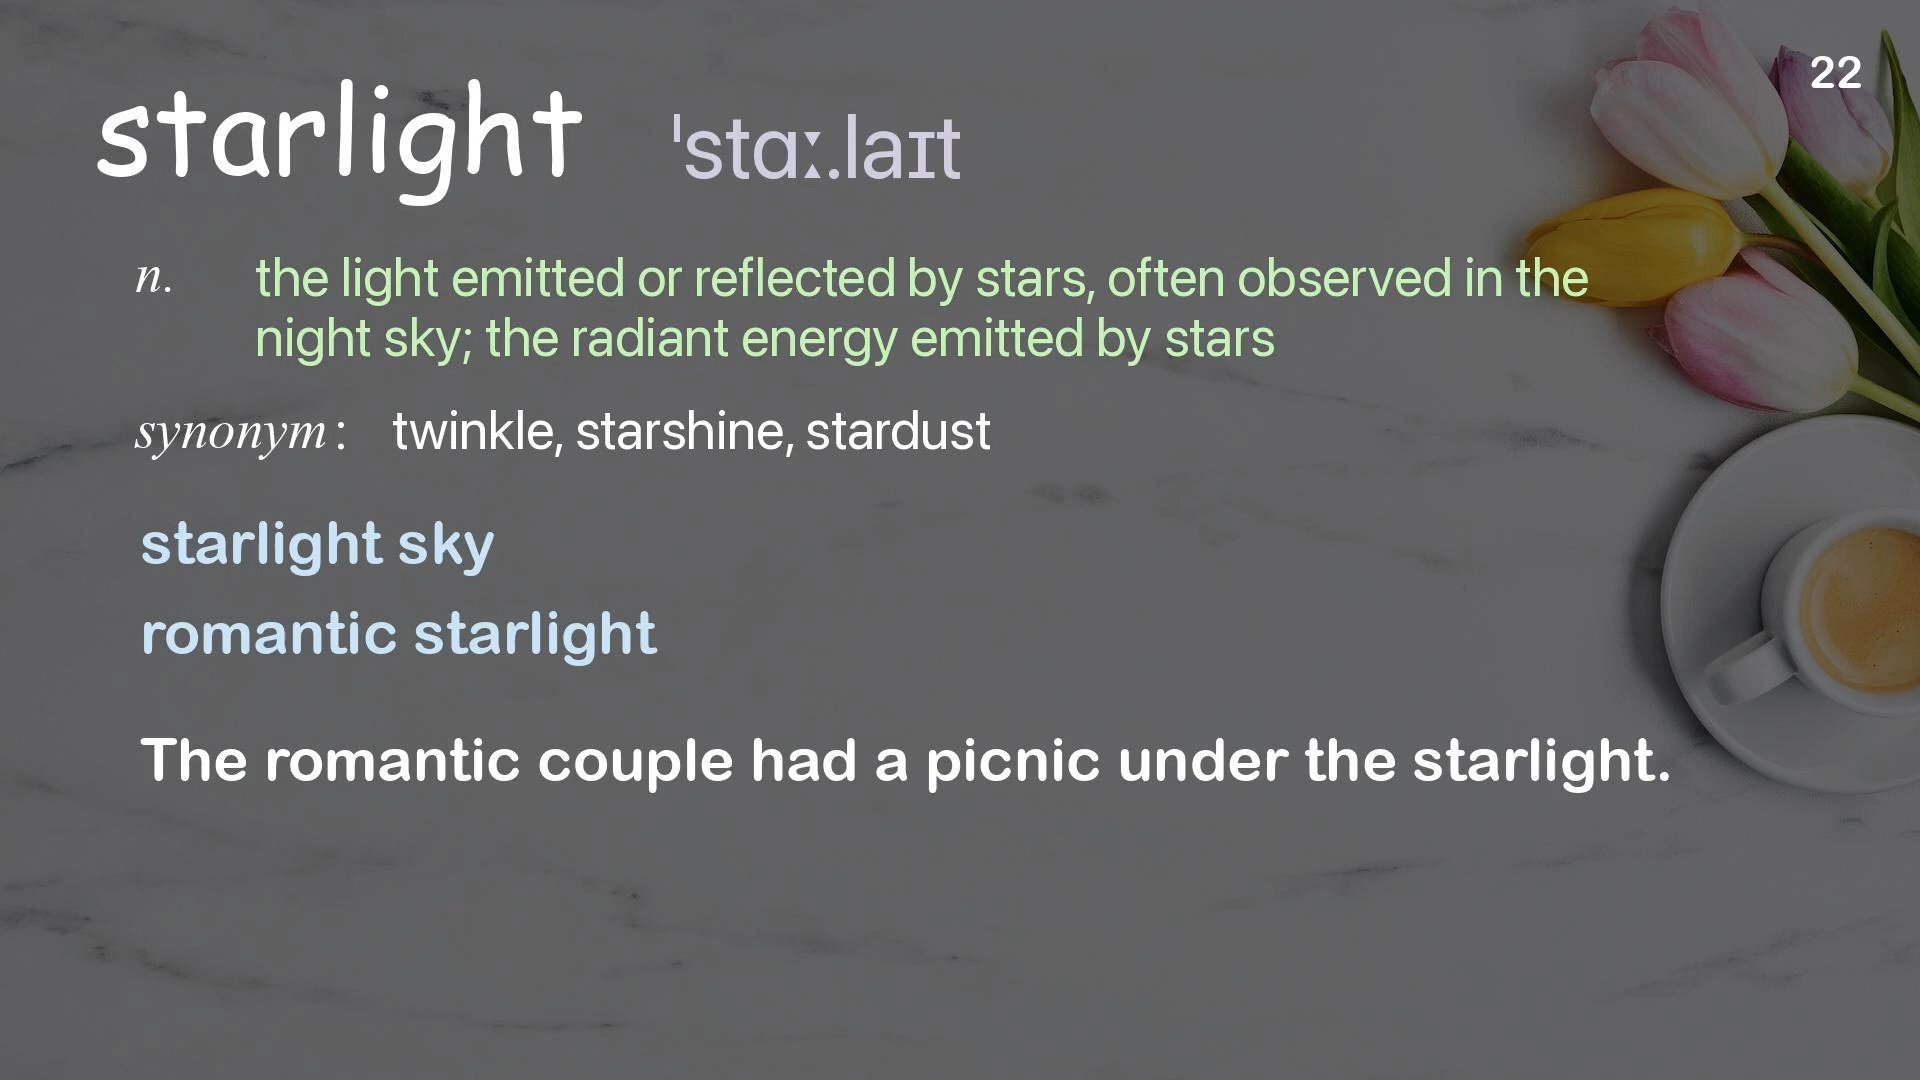 22
starlight ˈstɑː.laɪt
n. the light emitted or reflected by stars, often observed in the
night sky; the radiant energy emitted by stars
synonym: twinkle, starshine, stardust
starlight sky
romantic starlight
The romantic couple had a picnic under the starlight.